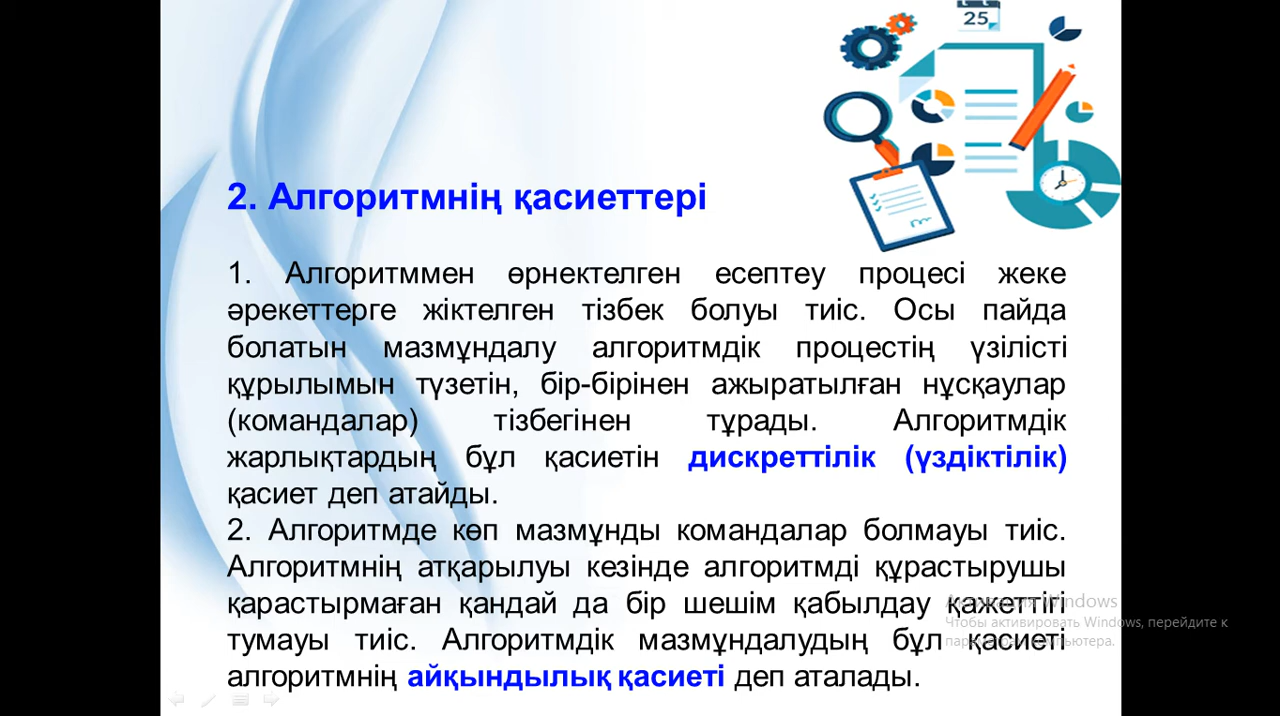 25
2. Алгоритмнің қасиеттері
1. Алгоритммен өрнектелген есептеу процесі жеке
әрекеттерге жіктелген тізбек болуы тиіс. Осы пайда
болатын мазмұндалу алгоритмдік процестің үзілісті
құрылымын түзетін, бір-бірінен ажыратылған нұсқаулар
(командалар) тізбегінен тұрады. Алгоритмдік
жарлықтардың бұл қасиетін дискреттілік (үздіктілік)
қасиет деп атайды.
2. Алгоритмде көп мазмұнды командалар болмауы тиіс.
Алгоритмнің атқарылуы кезінде алгоритмді құрастырушы
қарастырмаған қандай да бір шешім қабылдау қажеттігі
тумауы тиіс. Алгоритмдік мазмұндалудың бұл қасиеті
алгоритмнің айқындылық қасиеті деп аталады.
Активация Windows
Чтобы активировать Windows, перейдите к
параметрам компьютера.